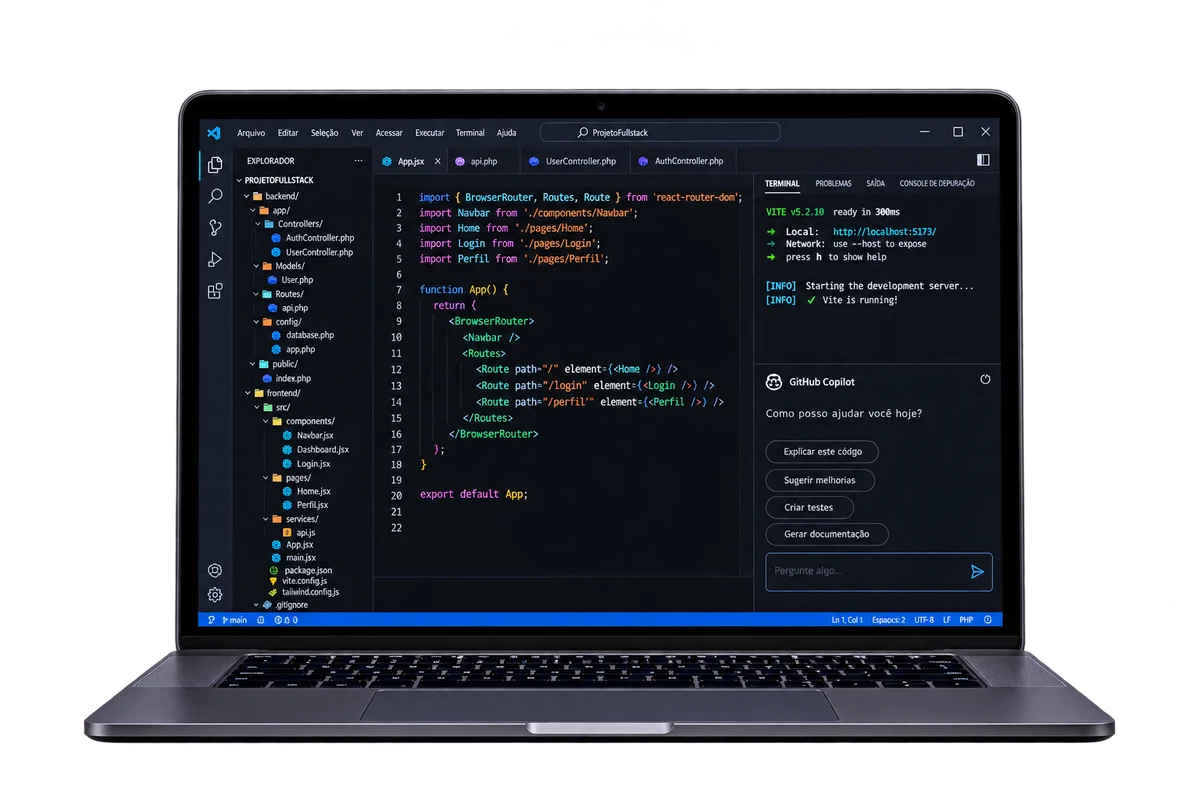 Arquivo Editar Seleção Ver Acessar Executar Terminal Ajuda ProjetoFullstack
EXPLORADOR ...
PROJETOFULLSTACK
backend/
app/
Controllers/
AuthController.php
UserController.php
Models/
User.php
Routes/
api.php
config/
database.php
app.php
public/
index.php
frontend/
src/
components/
Navbar.jsx
Dashboard.jsx
Login.jsx
pages/
Home.jsx
Perfil.jsx
services/
api.js
App.jsx
main.jsx
package.json
vite.config.js
taiiwind.config.js
.gitignore
App.jsx × api.php UserController.php AuthController.php
1 import { BrowserRouter, Routes, Route } from 'react-router-dom';
2 import Navbar from './components/Nawbar';
3 import Home from './pages/Home';
4 import Login from './pages/Login';
5 import Perfil from './pages/Perfil';
6
7 function App() {
8 return (
9 <BrowserRouter>
10 <Nawbar />
11 <Routes>
12 <Route path="/" element={<Home />} />
13 <Route path="/login" element={<Login />} />
14 <Route path="/perfil'" element={<Perfil />} />
15 </Routes>
16 </BrowserRouter>
17 );
18 }
19
20 export default App;
21
22
TERMINAL PROBLEMAS SAÍDA CONSOLE DE DEPURAÇÃO
VITE v5.2.10 ready in 300ms
➜ Local: http://localhost:5173/
➜ Network: use --host to expose
➜ press h to show help
[INFO] Starting the development server...
[INFO] ✓ Vite is running!
GitHub Copilot
Como posso ajudar você hoje?
Explicar este códgo
Sugerir melhorias
Criar testes
Gerar documentação
Pergunte algo...
main 0 Ln 1, Col 1 Espaços: 2 UTF-8 LF PHP